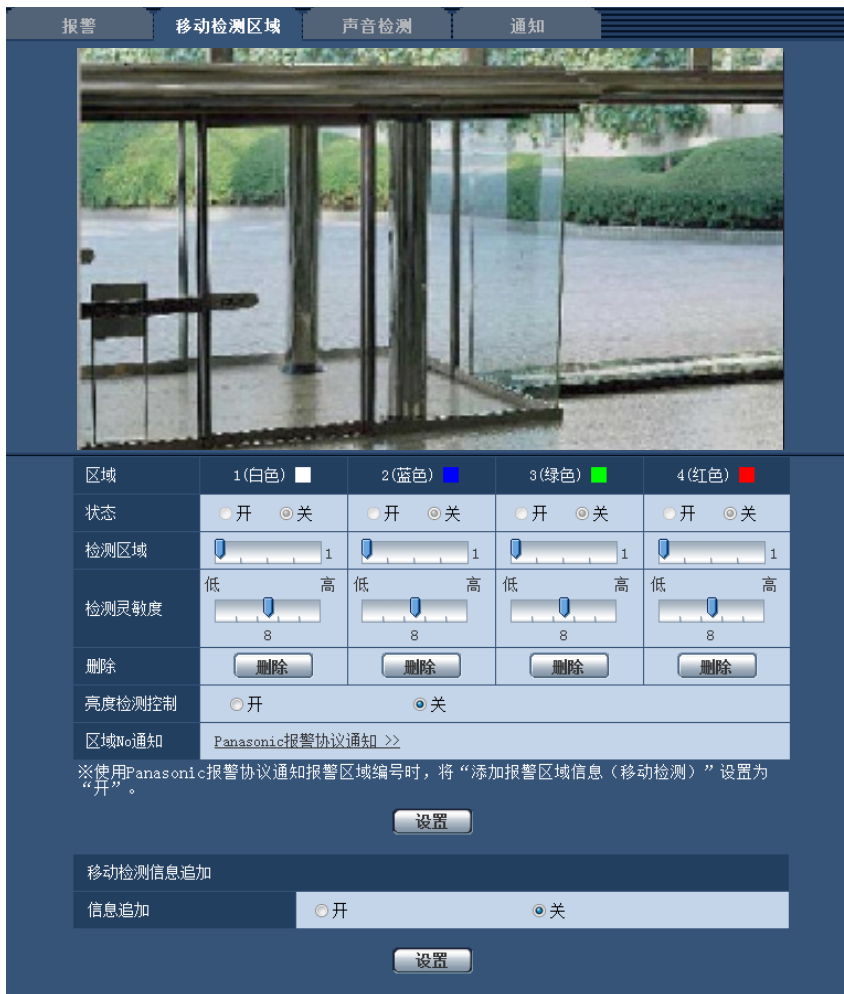 报警 移动检测区域 声音检测 通知
区域 1(白色) 2(蓝色) 3(绿色) 4(红色)
状态 开 关 开 关 开 关 开 关
检测区域 1 1 1 1
低 高 低 高 低 高 低 高
检测灵敏度
8 8 8 8
删除 删除 删除 删除 删除
亮度检测控制 开 关
区域No通知 Panasonic报警协议通知 >>
※使用Panasonic报警协议通知报警区域编号时，将“添加报警区域信息（移动检测）”设置为
“开”。
设置
移动检测信息追加
信息追加 开 关
设置